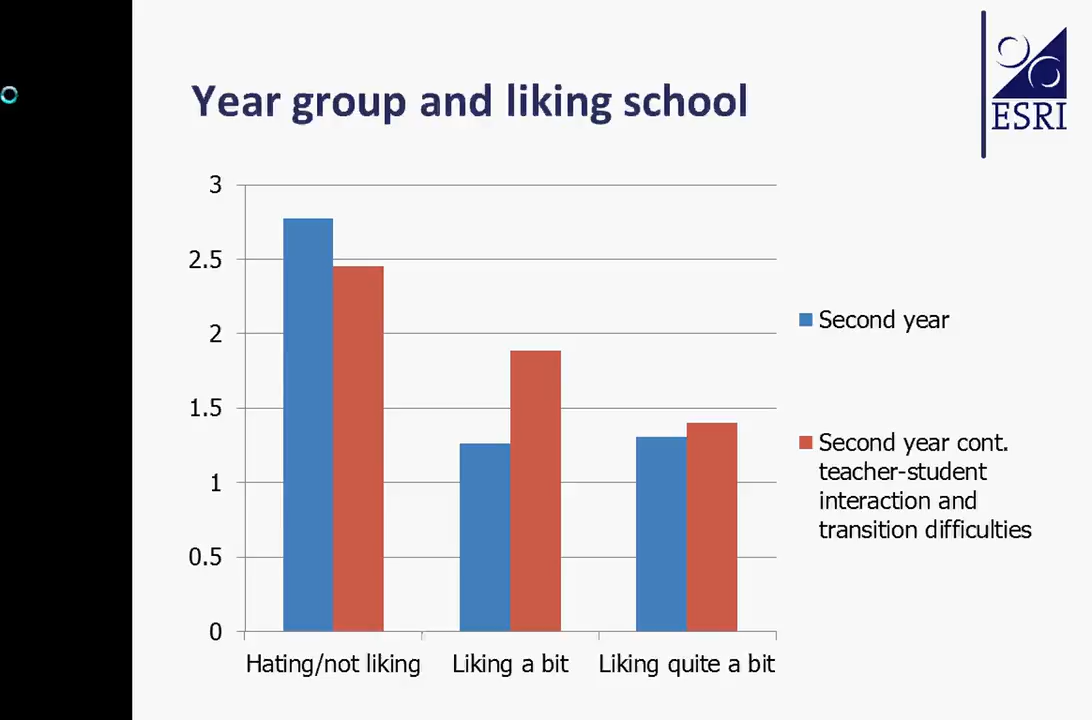 Year group and liking school
ESRI
3
2.5
2
1.5
1
0.5
0
Hating/not liking
Liking a bit
Liking quite a bit
Second year
Second year cont.
teacher-student
interaction and
transition difficulties